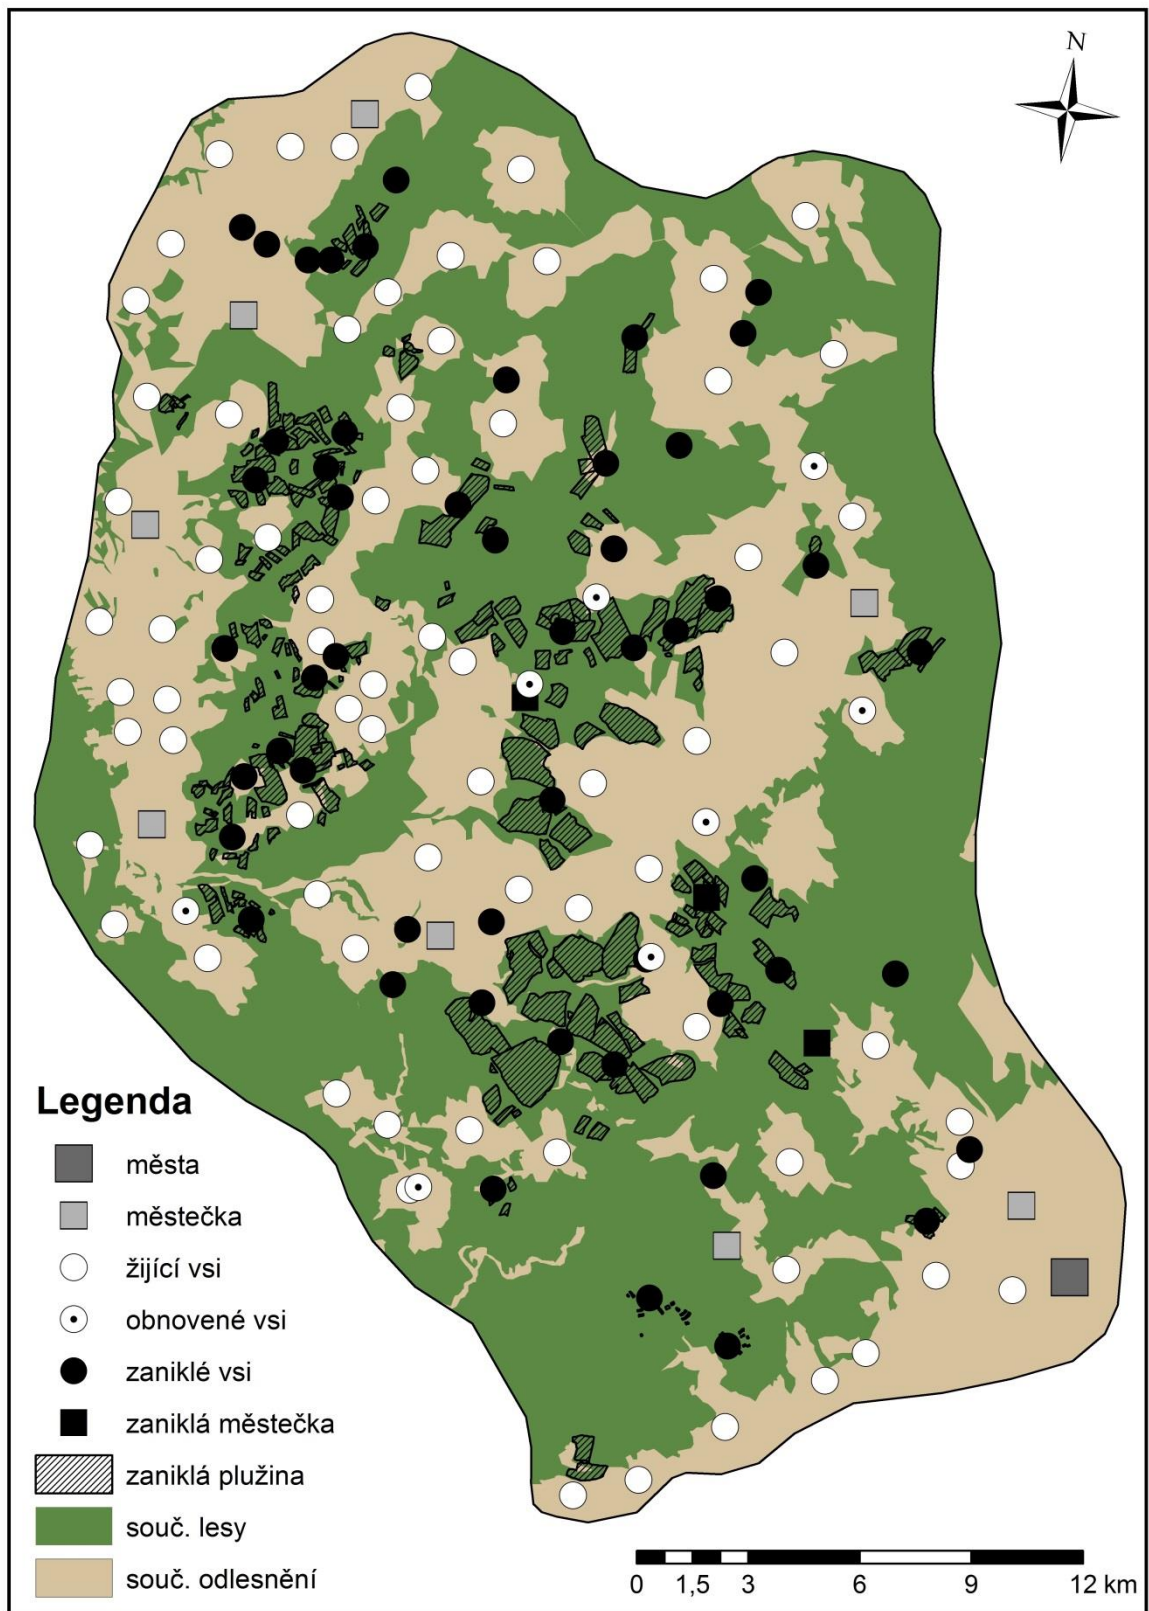 N
Legenda
města
městečka
žijící vsi
obnovené vsi
zaniklé vsi
zaniklá městečka
zaniklá plužina
souč. lesy
souč. odlesnění
0 1,5 3 6 9 12 km